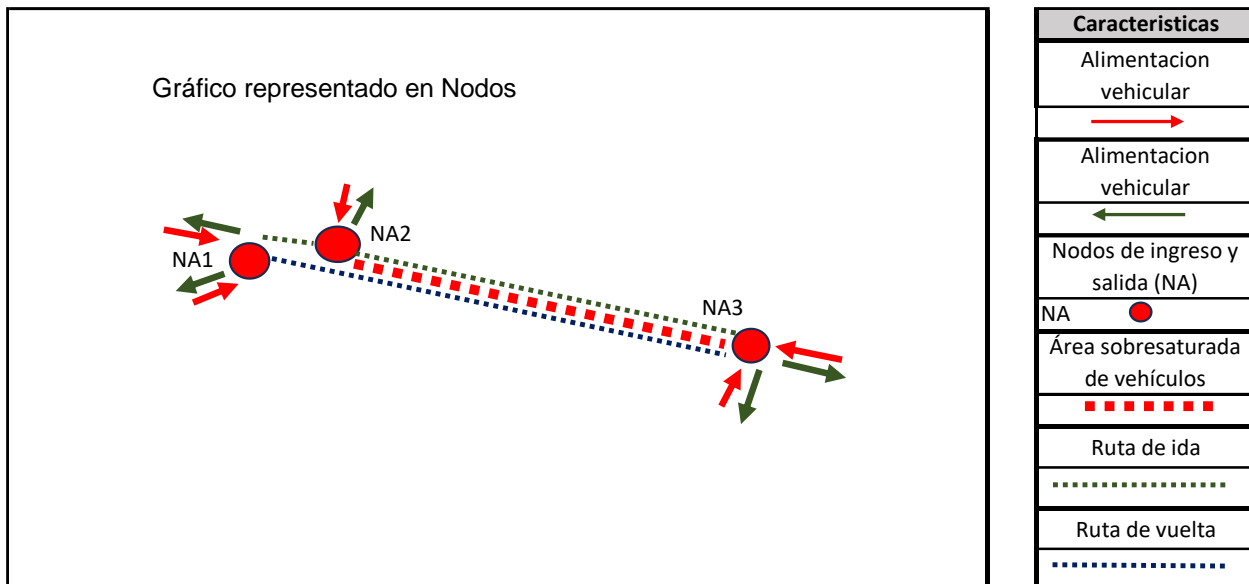 Gráfico representado en Nodos
NA1
NA2
NA3
Caracteristicas
Alimentacion
vehicular
Alimentacion
vehicular
Nodos de ingreso y
salida (NA)
NA
Área sobresaturada
de vehículos
Ruta de ida
Ruta de vuelta